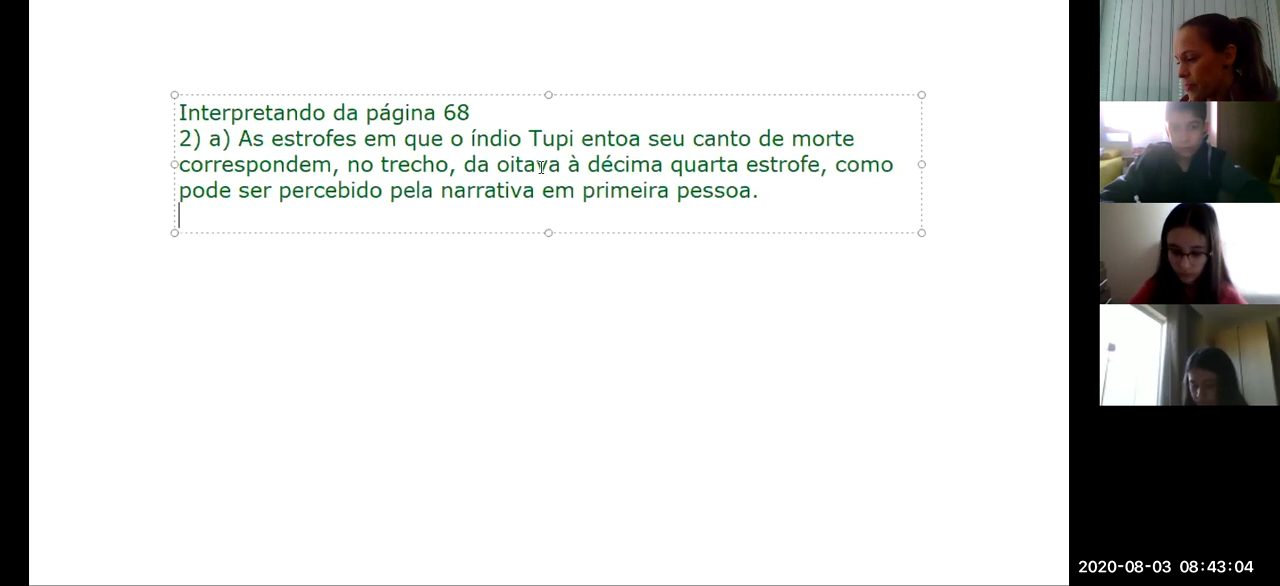 Interpretando da página 68
2) a) As estrofes em que o índio Tupi entoa seu canto de morte
correspondem, no trecho, da oitava à décima quarta estrofe, como
pode ser percebido pela narrativa em primeira pessoa.
2020-08-03 08:43:04